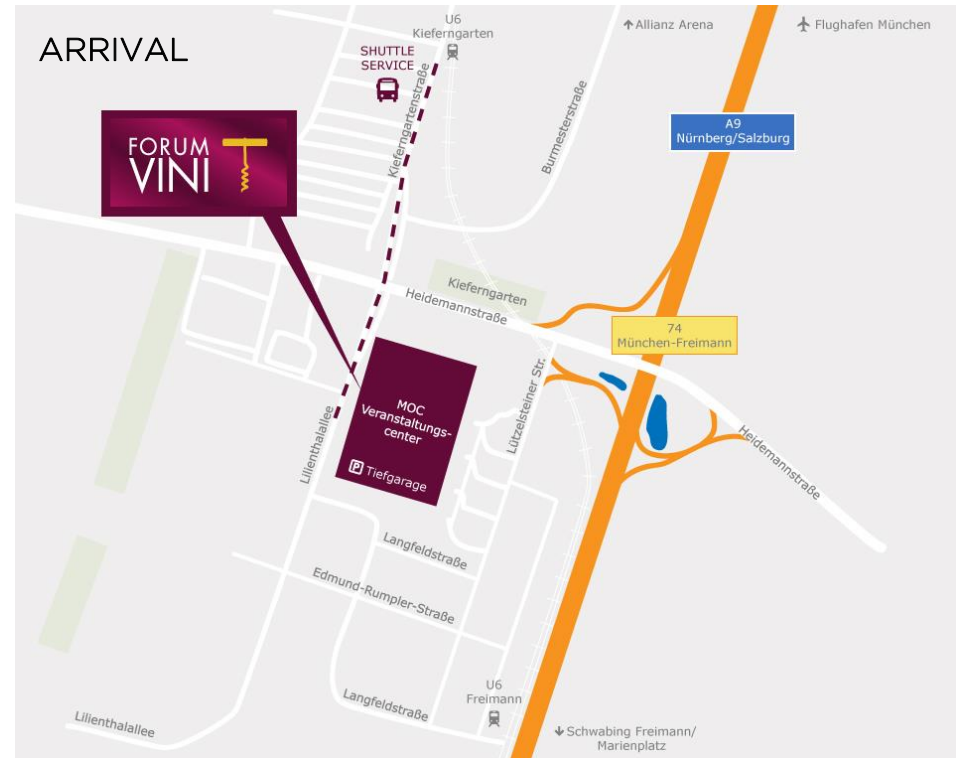 ARRIVAL
U6
Kieferngarten
Allianz Arena
Flughafen München
SHUTTLE
SERVICE
Kieferngartenstraße
Burmesterstraße
A9
Nürnberg/Salzburg
FORUM
VINI
Kieferngarten
Heidemannstraße
74
München-Freimann
MOC
Veranstaltungs-
center
P Tiefgarage
Lilienthalallee
Lützelsteiner Str.
Heidemannstraße
Langfeldstraße
Edmund-Rumpler-Straße
U6
Freimann
Langfeldstraße
Lilienthalallee
Schwabing Freimann/
Marienplatz